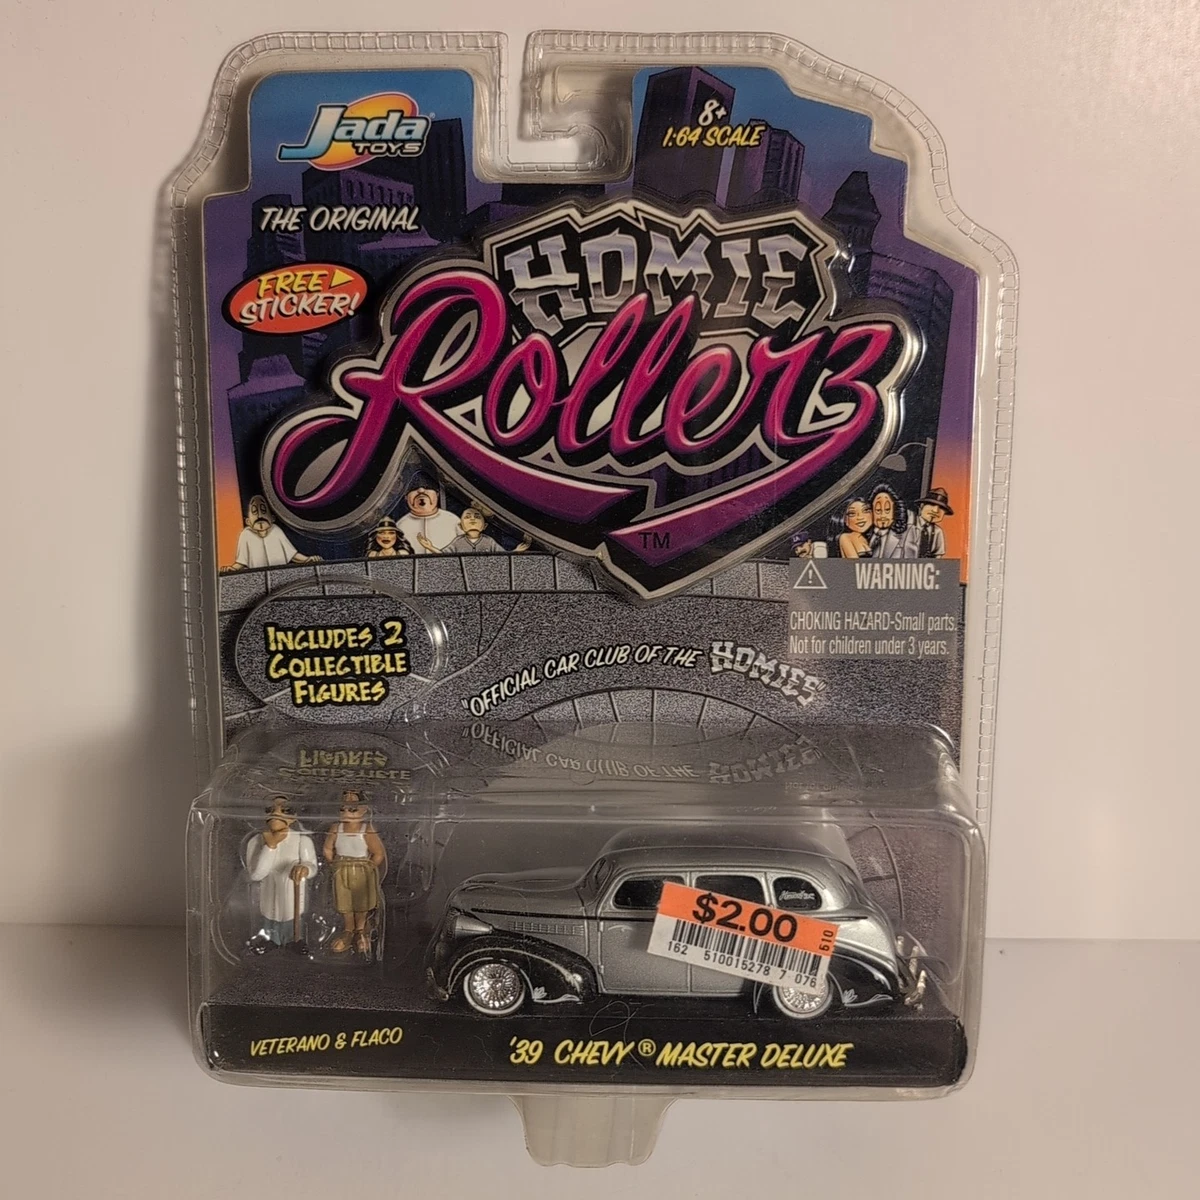 Jada
TOYS
8+
1:64 SCALE
THE ORIGINAL
HOMIE
Rollerz
TM
FREE
STICKER!
WARNING:
CHOKING HAZARD-Small parts.
Not for children under 3 years.
INCLUDES 2
COLLECTIBLE
FIGURES
"OFFICIAL CAR CLUB OF THE HOMIES"
$2.00
610
162 510015278 7 076
VETERANO & FLACO
'39 CHEVY® MASTER DELUXE